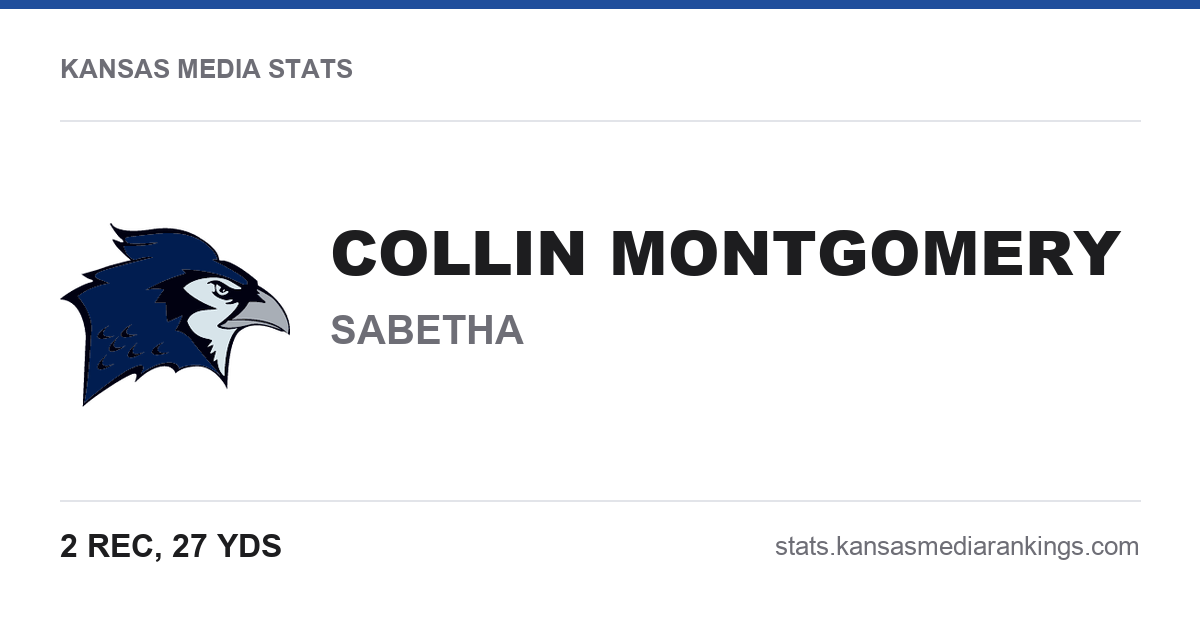 KANSAS MEDIA STATS
COLLIN MONTGOMERY
SABETHA
2 REC, 27 YDS
stats.kansasmediarankings.com